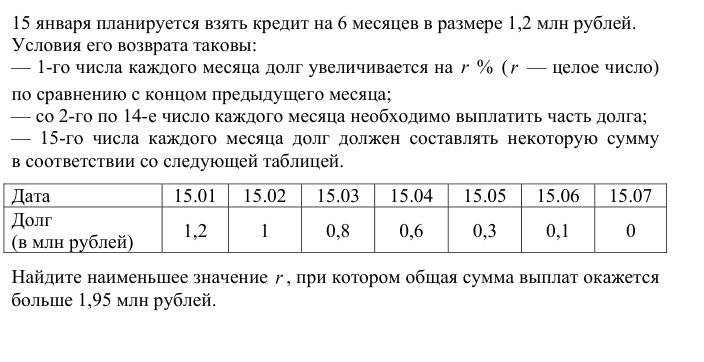 15 января планируется взять кредит на 6 месяцев в размере 1,2 млн рублей.
Условия его возврата таковы:
— 1-го числа каждого месяца долг увеличивается на r % (r — целое число)
по сравнению с концом предыдущего месяца;
— со 2-го по 14-е число каждого месяца необходимо выплатить часть долга;
— 15-го числа каждого месяца долг должен составлять некоторую сумму
в соответствии со следующей таблицей.
Дата 15.01 15.02 15.03 15.04 15.05 15.06 15.07
Долг
(в млн рублей) 1,2 1 0,8 0,6 0,3 0,1 0
Найдите наименьшее значение r, при котором общая сумма выплат окажется
больше 1,95 млн рублей.